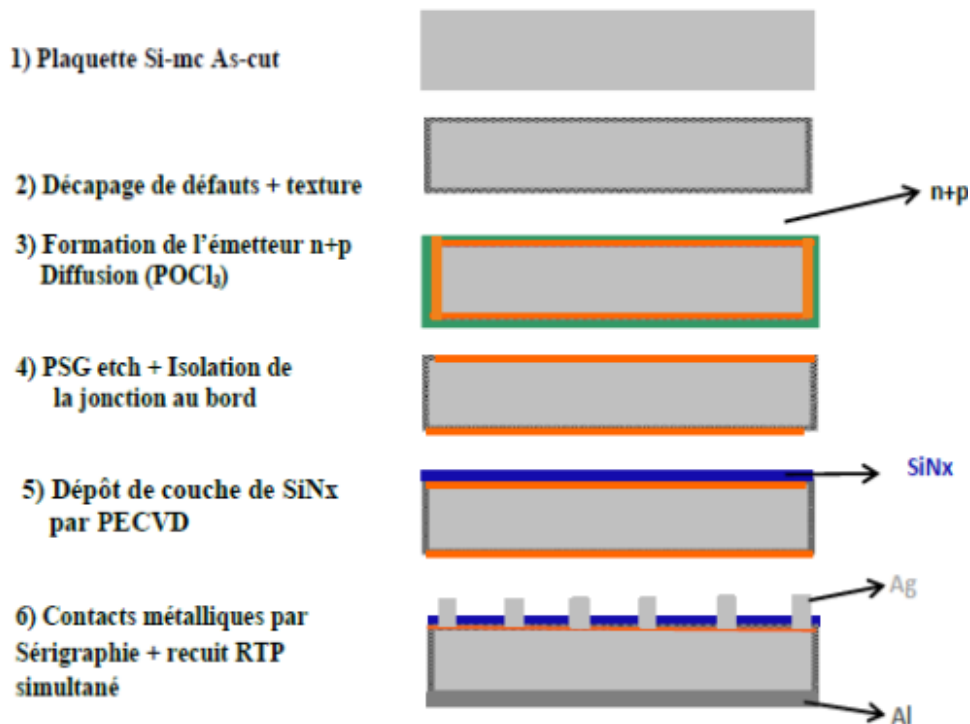 1) Plaquette Si-mc As-cut
2) Décapage de défauts + texture
n+p
3) Formation de l'émetteur n+p
Diffusion (POCl₃)
4) PSG etch + Isolation de
la jonction au bord
SiNx
5) Dépôt de couche de SiNx
par PECVD
Ag
6) Contacts métalliques par
Sérigraphie + recuit RTP
simultané
Al